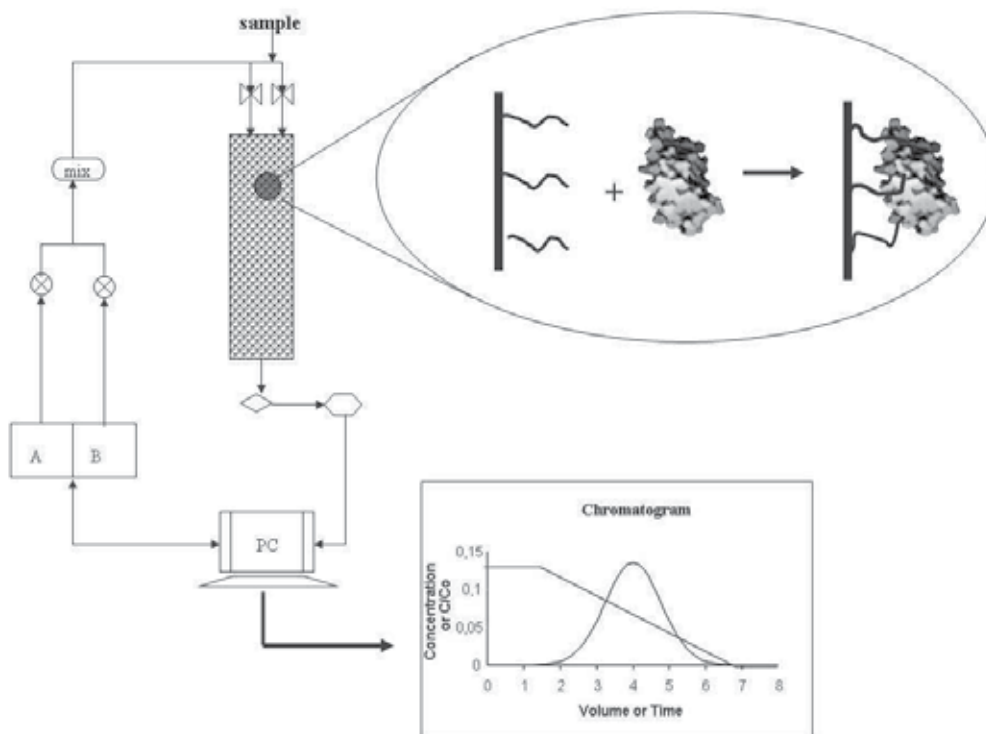 sample
mix
+
A
B
PC
Chromatogram
Concentration
or C/Co
0,15
0,1
0,05
0
0 1 2 3 4 5 6 7 8
Volume or Time